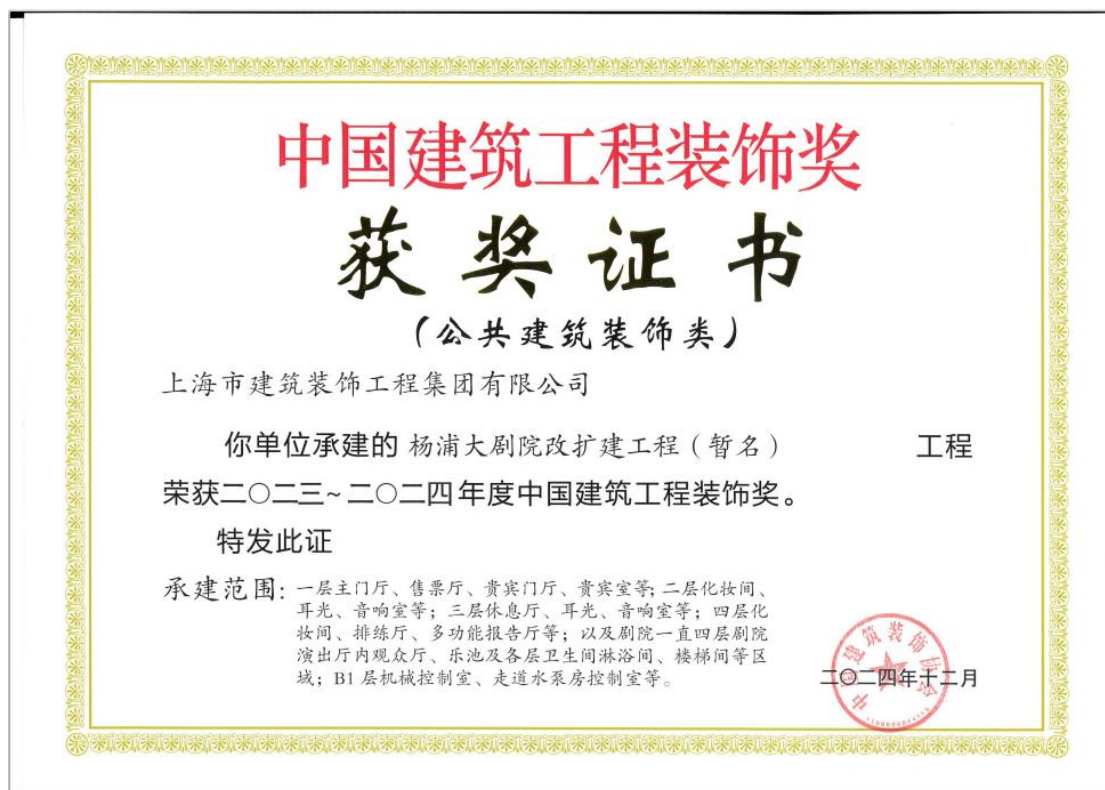 中国建筑工程装饰奖
获奖证书
（公共建筑装饰类）
上海市建筑装饰工程集团有限公司
你单位承建的 杨浦大剧院改扩建工程（暂名） 工程
荣获二〇二三～二〇二四年度中国建筑工程装饰奖。
特发此证
承建范围：一层主门厅、售票厅、贵宾门厅、贵宾室等；二层化妆间、
耳光、音响室等；三层休息厅、耳光、音响室等；四层化
妆间、排练厅、多功能报告厅等；以及剧院一直四层剧院
演出厅内观众厅、乐池及各层卫生间淋浴间、楼梯间等区
域；B1 层机械控制室、走道水泵房控制室等。
中国建筑装饰协会
二〇二四年十二月